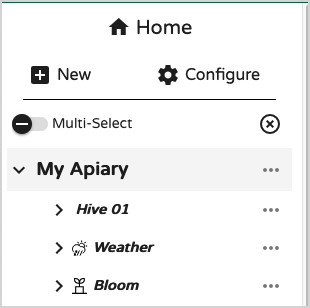 Home
New Configure
Multi-Select
My Apiary
Hive 01
Weather
Bloom